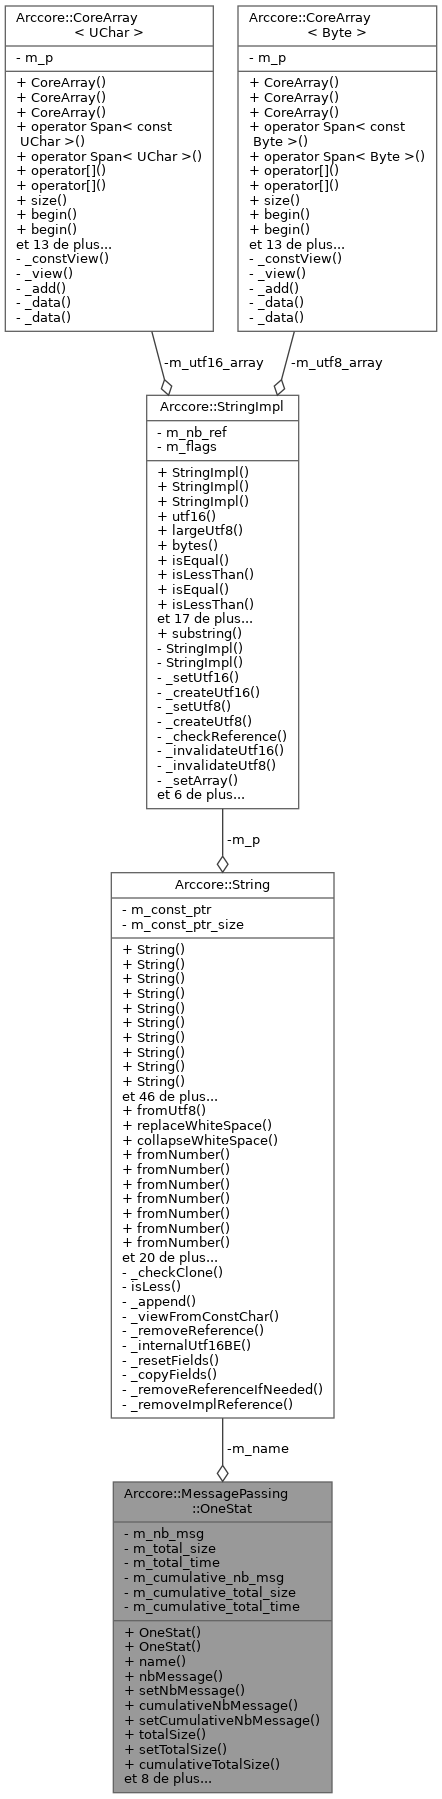 Arccore::CoreArray
< UChar >
- m_p
+ CoreArray()
+ CoreArray()
+ CoreArray()
+ operator Span< const
UChar >()
+ operator Span< UChar >()
+ operator[]()
+ operator[]()
+ size()
+ begin()
+ begin()
et 13 de plus...
- _constView()
- _view()
- _add()
- _data()
- _data()
Arccore::CoreArray
< Byte >
- m_p
+ CoreArray()
+ CoreArray()
+ CoreArray()
+ operator Span< const
Byte >()
+ operator Span< Byte >()
+ operator[]()
+ operator[]()
+ size()
+ begin()
+ begin()
et 13 de plus...
- _constView()
- _view()
- _add()
- _data()
- _data()
-m_utf16_array
-m_utf8_array
Arccore::StringImpl
- m_nb_ref
- m_flags
+ StringImpl()
+ StringImpl()
+ StringImpl()
+ utf16()
+ largeUtf8()
+ bytes()
+ isEqual()
+ isLessThan()
+ isEqual()
+ isLessThan()
et 17 de plus...
+ substring()
- StringImpl()
- StringImpl()
- _setUtf16()
- _createUtf16()
- _setUtf8()
- _createUtf8()
- _checkReference()
- _invalidateUtf16()
- _invalidateUtf8()
- _setArray()
et 6 de plus...
-m_p
Arccore::String
- m_const_ptr
- m_const_ptr_size
+ String()
+ String()
+ String()
+ String()
+ String()
+ String()
+ String()
+ String()
+ String()
+ String()
et 46 de plus...
+ fromUtf8()
+ replaceWhiteSpace()
+ collapseWhiteSpace()
+ fromNumber()
+ fromNumber()
+ fromNumber()
+ fromNumber()
+ fromNumber()
+ fromNumber()
+ fromNumber()
et 20 de plus...
- _checkClone()
- isLess()
- _append()
- _viewFromConstChar()
- _removeReference()
- _internalUtf16BE()
- _resetFields()
- _copyFields()
- _removeReferenceIfNeeded()
- _removeImplReference()
-m_name
Arccore::MessagePassing
::OneStat
- m_nb_msg
- m_total_size
- m_total_time
- m_cumulative_nb_msg
- m_cumulative_total_size
- m_cumulative_total_time
+ OneStat()
+ OneStat()
+ name()
+ nbMessage()
+ setNbMessage()
+ cumulativeNbMessage()
+ setCumulativeNbMessage()
+ totalSize()
+ setTotalSize()
+ cumulativeTotalSize()
et 8 de plus...